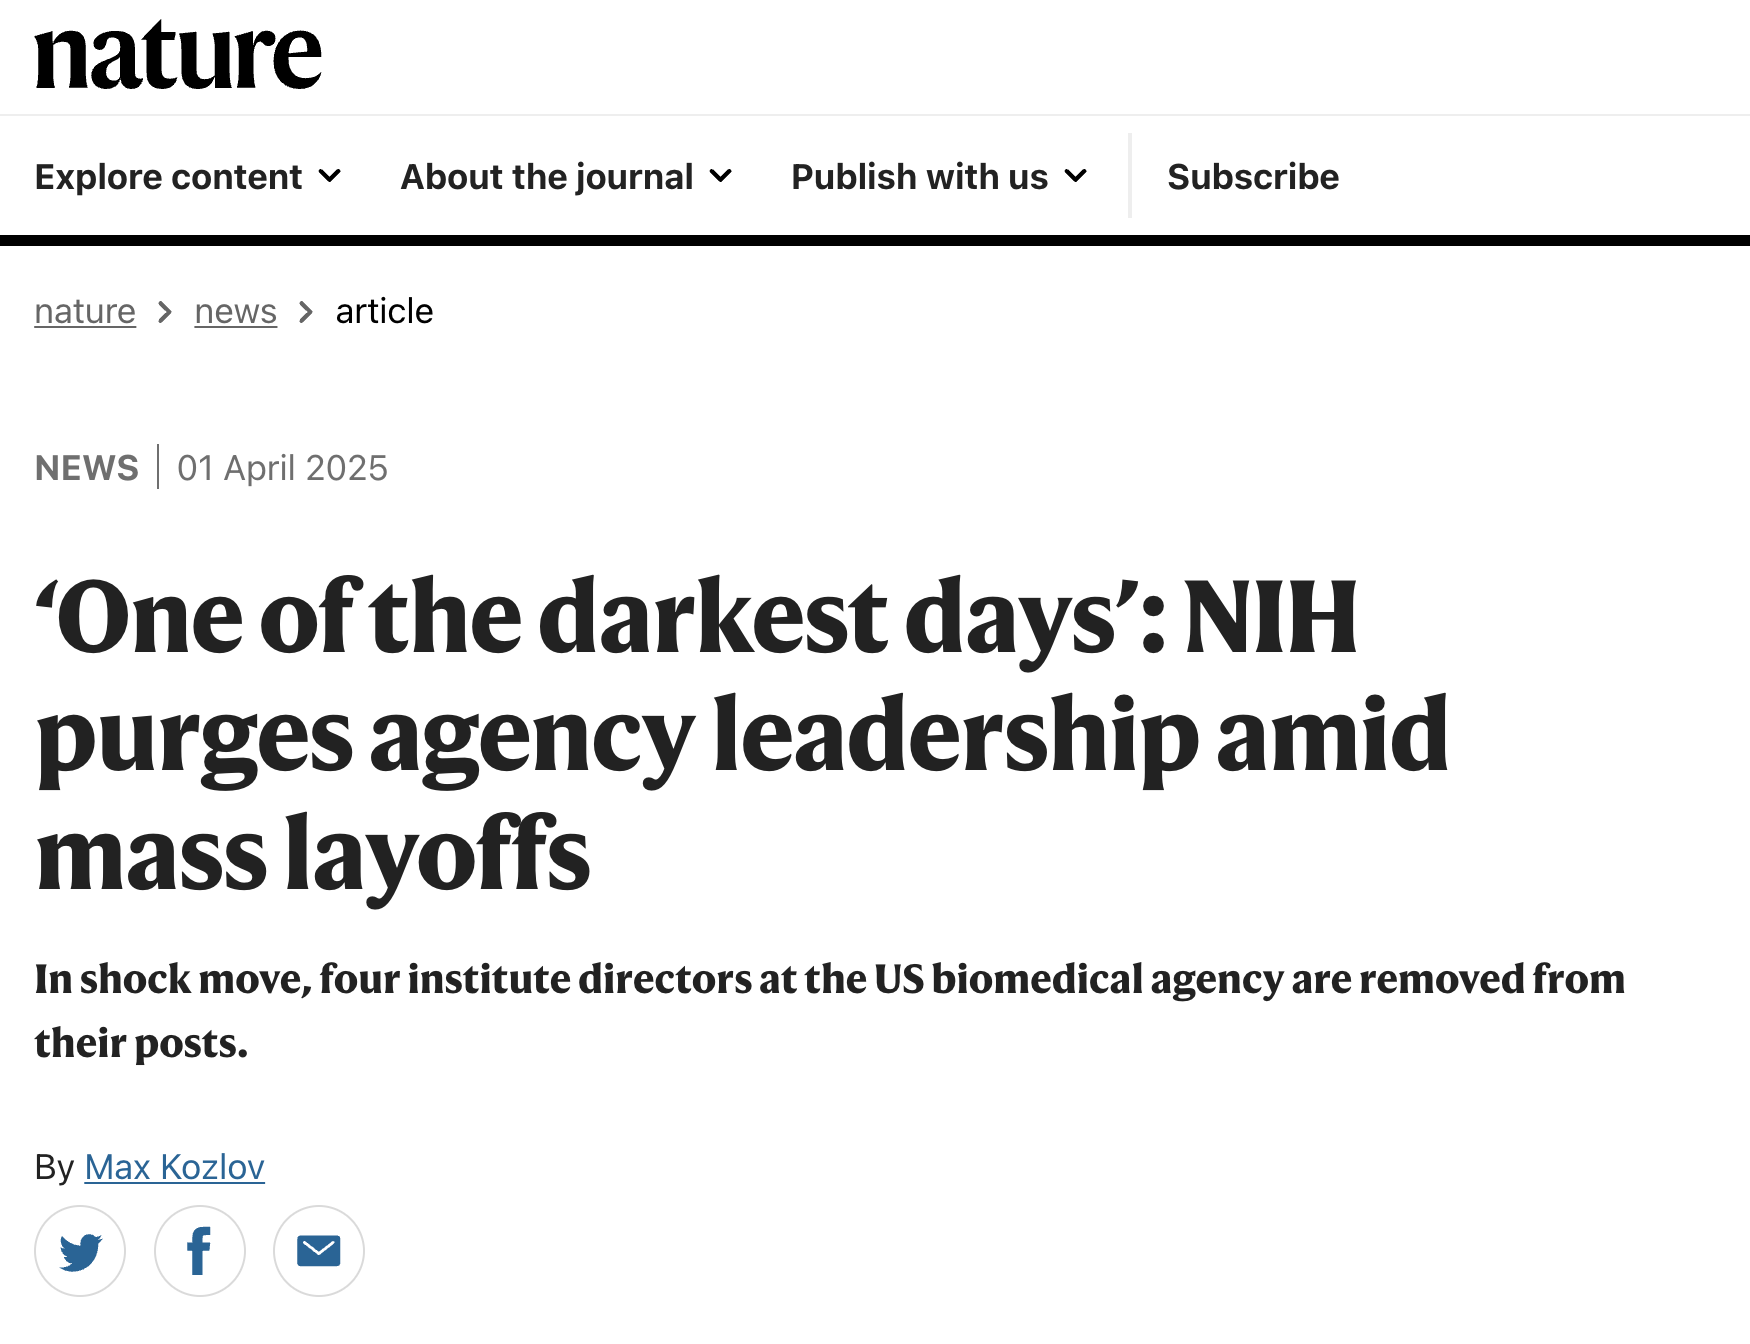 nature
Explore content About the journal Publish with us Subscribe
nature > news > article
NEWS | 01 April 2025
‘One of the darkest days’: NIH
purges agency leadership amid
mass layoffs
In shock move, four institute directors at the US biomedical agency are removed from
their posts.
By Max Kozlov